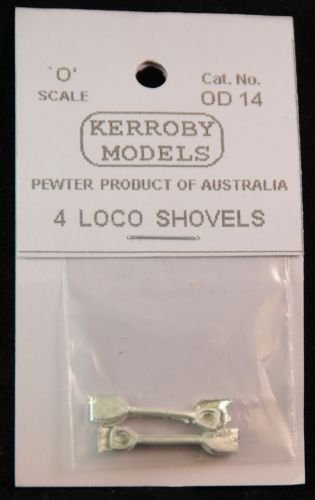 `O'
SCALE
Cat. No.
OD 14
KERROBY
MODELS
PEWTER PRODUCT OF AUSTRALIA
4 LOCO SHOVELS